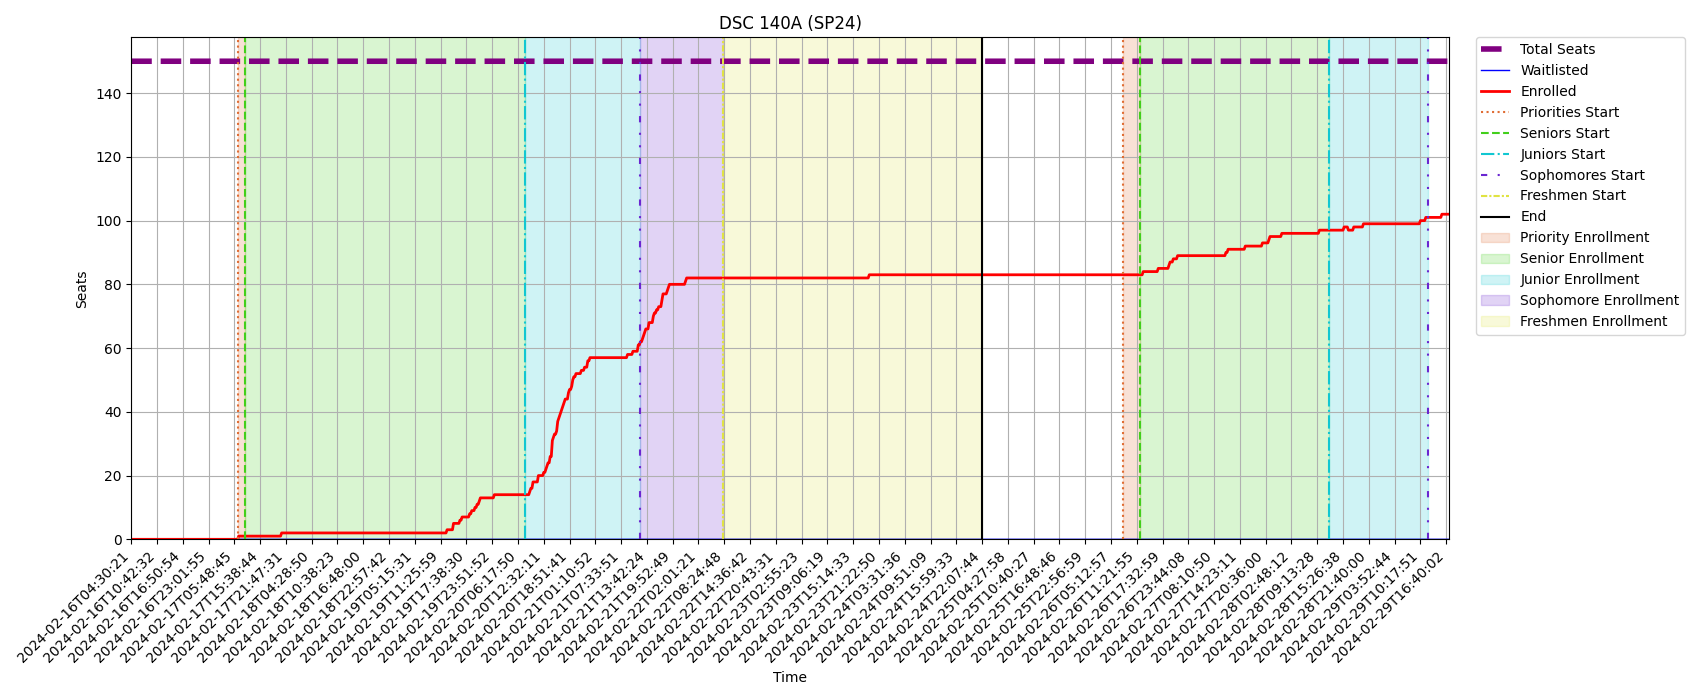 DSC 140A (SP24)
Seats
140
120
100
80
60
40
20
0
2024-02-16T04:30:21
2024-02-16T10:42:32
2024-02-16T16:50:54
2024-02-16T23:01:55
2024-02-17T05:48:45
2024-02-17T15:38:44
2024-02-17T21:47:31
2024-02-18T04:28:50
2024-02-18T10:38:23
2024-02-18T16:48:00
2024-02-18T22:57:42
2024-02-19T05:15:31
2024-02-19T11:25:59
2024-02-19T17:38:30
2024-02-19T23:51:52
2024-02-20T06:17:50
2024-02-20T12:32:11
2024-02-20T18:51:41
2024-02-21T01:10:52
2024-02-21T07:33:51
2024-02-21T13:42:24
2024-02-21T19:52:49
2024-02-22T02:01:21
2024-02-22T08:24:48
2024-02-22T14:36:42
2024-02-22T20:43:31
2024-02-23T02:55:23
2024-02-23T09:06:19
2024-02-23T15:14:33
2024-02-23T21:22:50
2024-02-24T03:31:36
2024-02-24T09:51:09
2024-02-24T15:59:33
2024-02-24T22:07:44
2024-02-25T04:27:58
2024-02-25T10:40:27
2024-02-25T16:48:46
2024-02-25T22:56:59
2024-02-26T05:12:57
2024-02-26T11:21:55
2024-02-26T17:32:59
2024-02-26T23:44:08
2024-02-27T08:10:50
2024-02-27T14:23:11
2024-02-27T20:36:00
2024-02-28T02:48:12
2024-02-28T09:13:28
2024-02-28T15:26:38
2024-02-28T21:40:00
2024-02-29T03:52:44
2024-02-29T10:17:51
2024-02-29T16:40:02
Time
Total Seats
Waitlisted
Enrolled
Priorities Start
Seniors Start
Juniors Start
Sophomores Start
Freshmen Start
End
Priority Enrollment
Senior Enrollment
Junior Enrollment
Sophomore Enrollment
Freshmen Enrollment